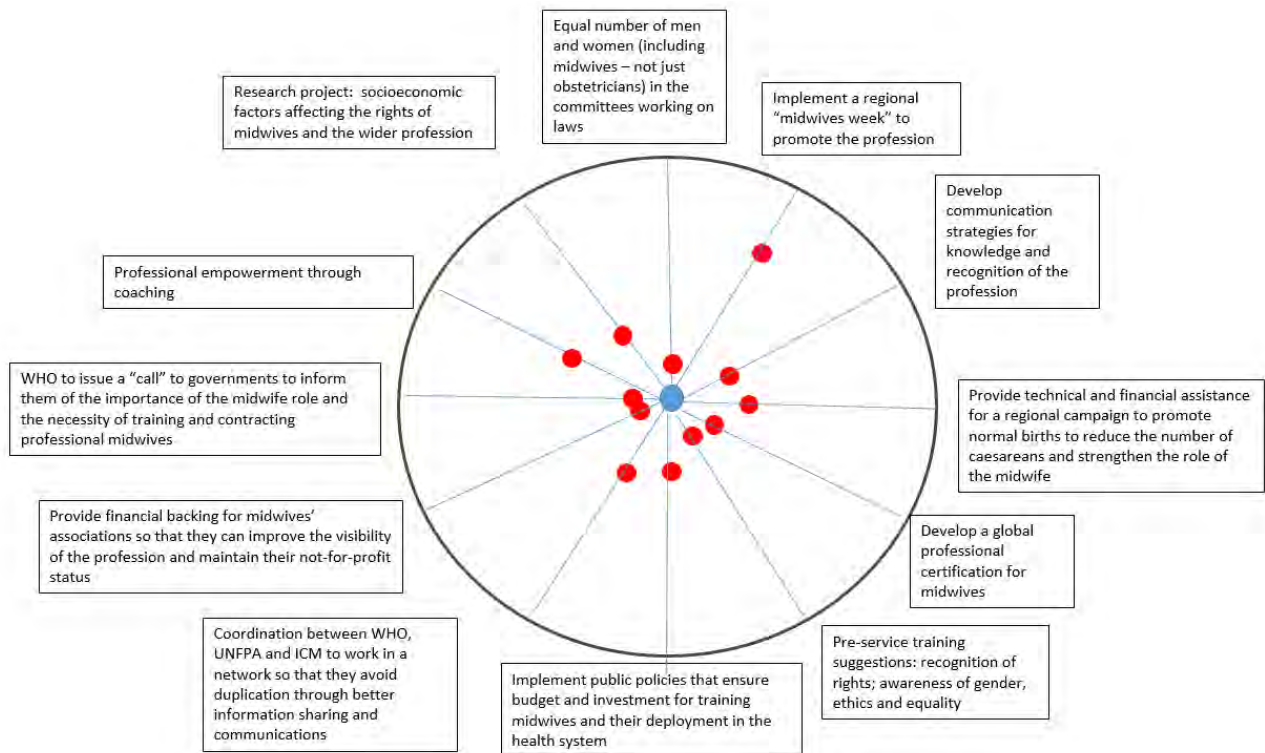 Equal number of men
and women (including
midwives – not just
obstetricians) in the
committees working on
laws
Implement a regional
“midwives week” to
promote the profession
Develop
communication
strategies for
knowledge and
recognition of the
profession
Provide technical and financial assistance
for a regional campaign to promote
normal births to reduce the number of
caesareans and strengthen the role of
the midwife
Develop a global
professional
certification for
midwives
Pre-service training
suggestions: recognition of
rights; awareness of gender,
ethics and equality
Implement public policies that ensure
budget and investment for training
midwives and their deployment in the
health system
Coordination between WHO,
UNFPA and ICM to work in a
network so that they avoid
duplication through better
information sharing and
communications
Provide financial backing for midwives’
associations so that they can improve the visibility
of the profession and maintain their not-for-profit
status
WHO to issue a “call” to governments to inform
them of the importance of the midwife role and
the necessity of training and contracting
professional midwives
Professional empowerment through
coaching
Research project:  socioeconomic
factors affecting the rights of
midwives and the wider profession